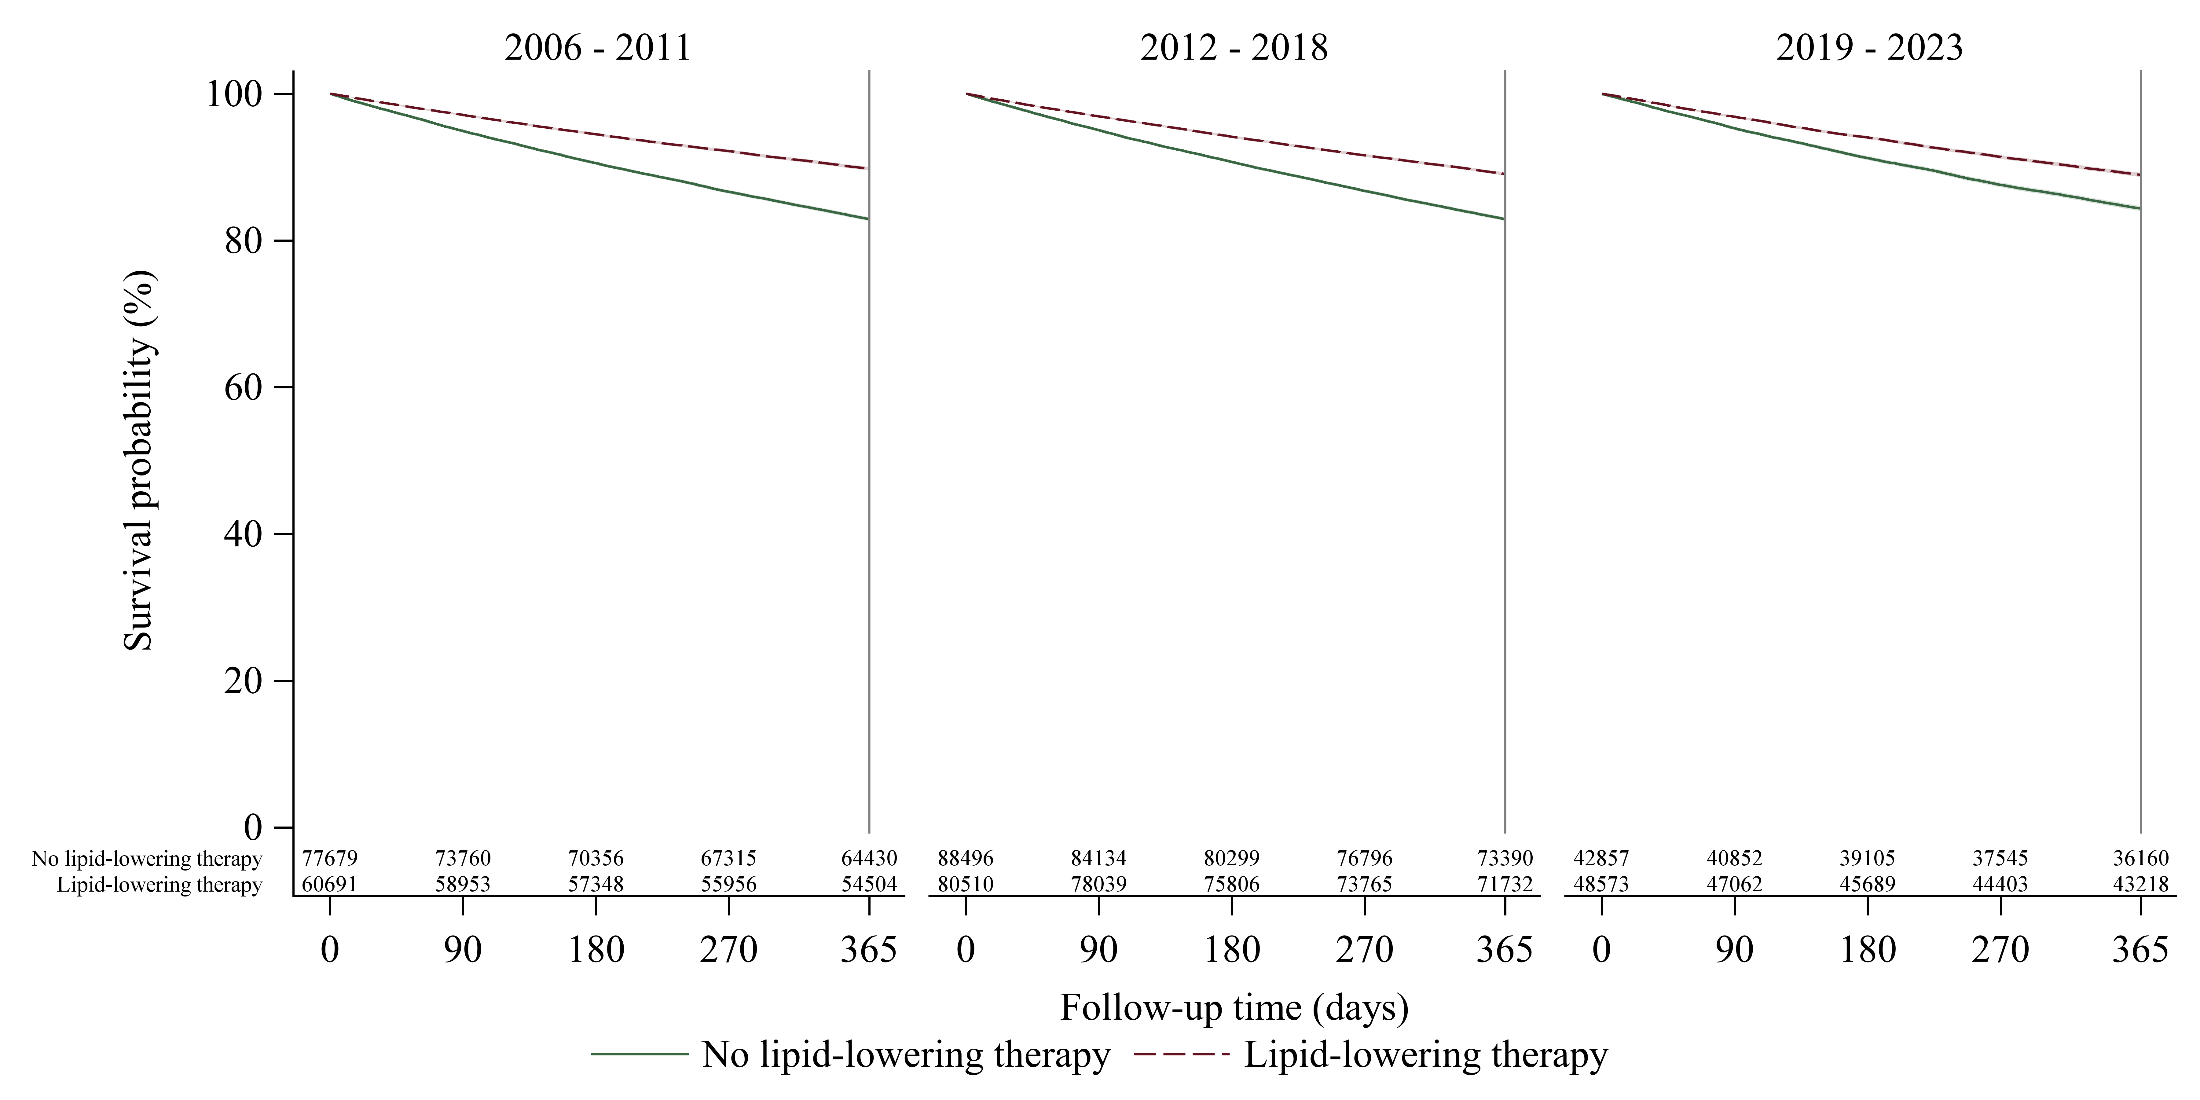 2006 - 2011 2012 - 2018 2019 - 2023
100
80
60
40
20
0
Survival probability (%)
No lipid-lowering therapy 77679 73760 70356 67315 64430 88496 84134 80299 76796 73390 42857 40852 39105 37545 36160
Lipid-lowering therapy 60691 58953 57348 55956 54504 80510 78039 75806 73765 71732 48573 47062 45689 44403 43218
0 90 180 270 365 0 90 180 270 365 0 90 180 270 365
Follow-up time (days)
No lipid-lowering therapy Lipid-lowering therapy